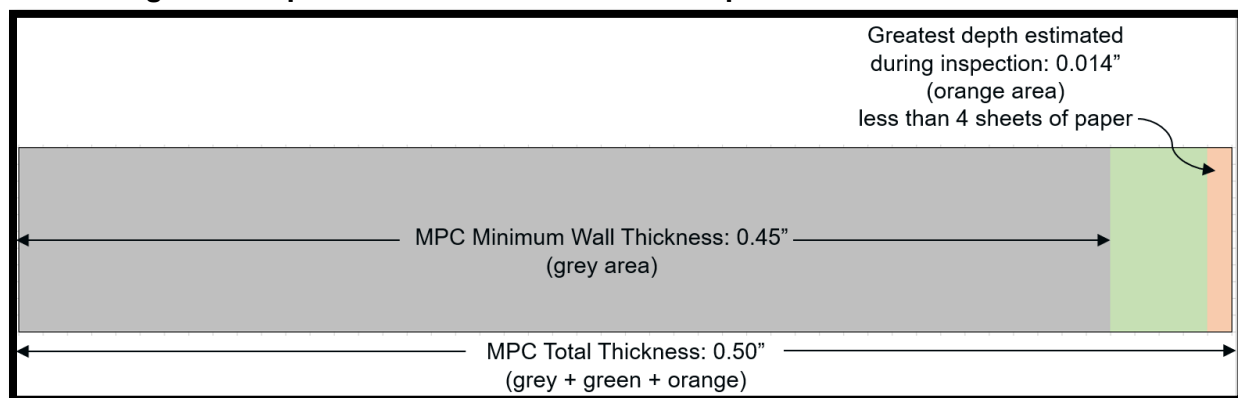 Greatest depth estimated
during inspection: 0.014”
(orange area)
less than 4 sheets of paper
MPC Minimum Wall Thickness: 0.45”
(grey area)
MPC Total Thickness: 0.50”
(grey + green + orange)